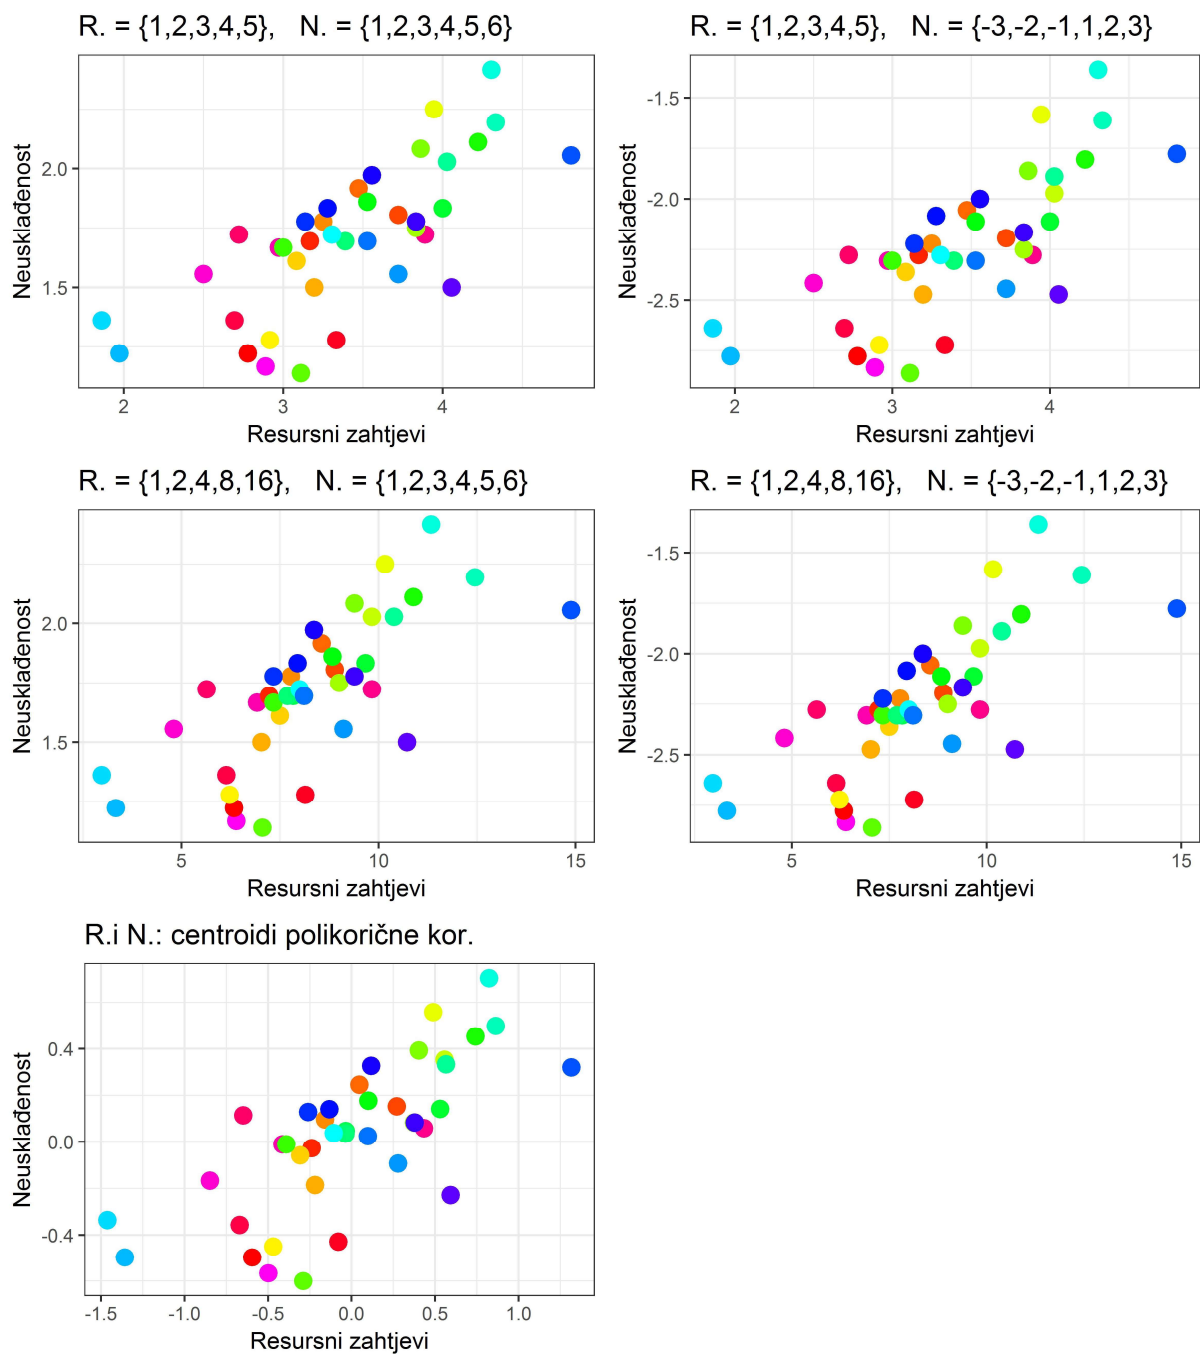 R. = {1,2,3,4,5},   N. = {1,2,3,4,5,6}
2.0
1.5
2
3
4
Neusklađenost
Resursni zahtjevi
R. = {1,2,3,4,5},   N. = {-3,-2,-1,1,2,3}
-1.5
-2.0
-2.5
2
3
4
Neusklađenost
Resursni zahtjevi
R. = {1,2,4,8,16},   N. = {1,2,3,4,5,6}
2.0
1.5
5
10
15
Neusklađenost
Resursni zahtjevi
R. = {1,2,4,8,16},   N. = {-3,-2,-1,1,2,3}
-1.5
-2.0
-2.5
5
10
15
Neusklađenost
Resursni zahtjevi
R.i N.: centroidi polikorične kor.
0.4
0.0
-0.4
-1.5
-1.0
-0.5
0.0
0.5
1.0
Neusklađenost
Resursni zahtjevi